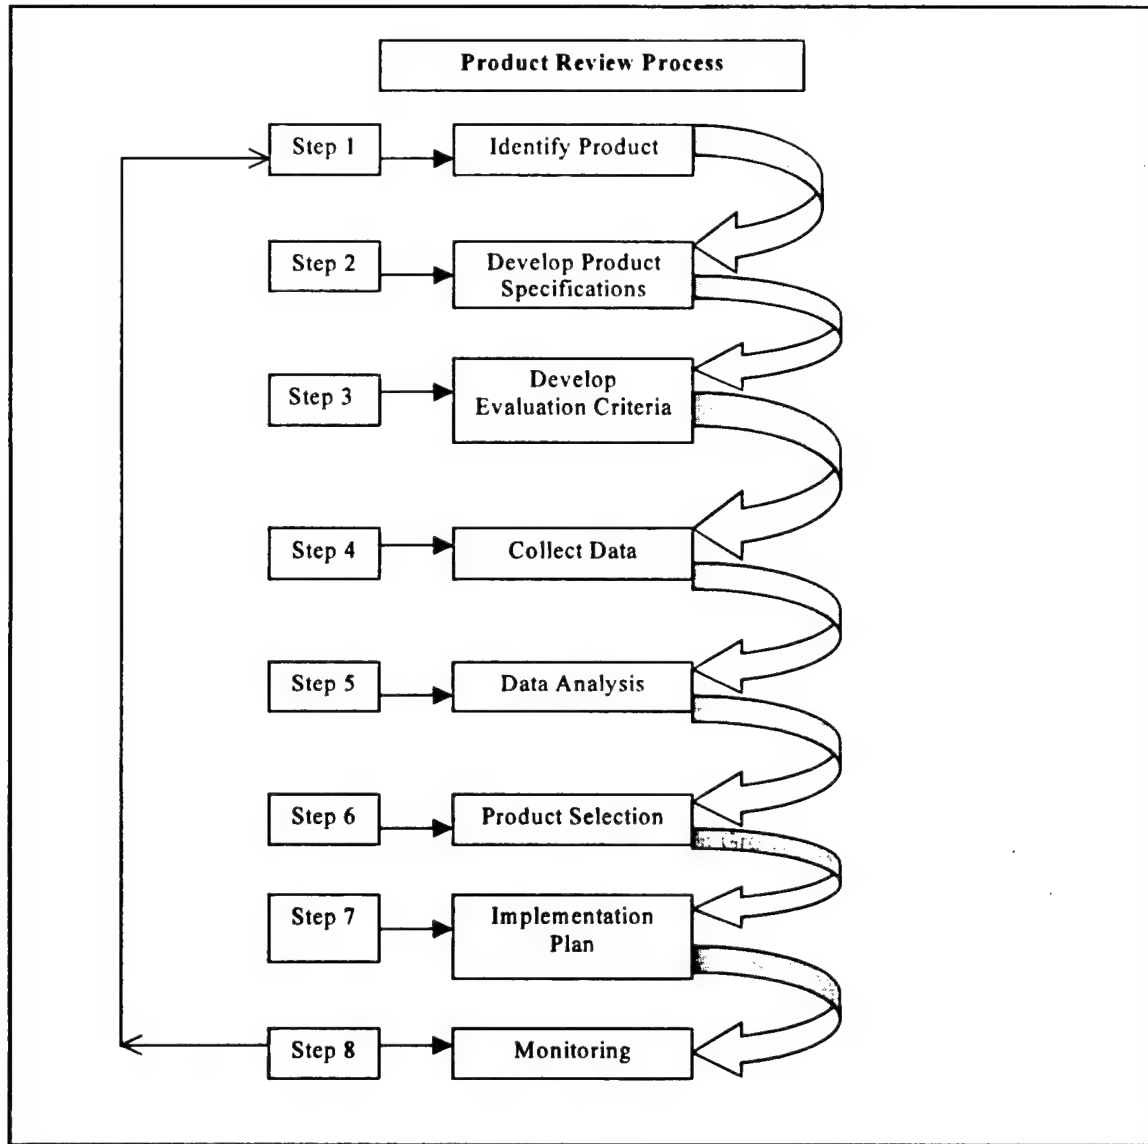 Product Review Process
Step 1
Identify Product
Step 2
Develop Product
Specifications
Step 3
Develop
Evaluation Criteria
Step 4
Collect Data
Step 5
Data Analysis
Step 6
Product Selection
Step 7
Implementation
Plan
Step 8
Monitoring